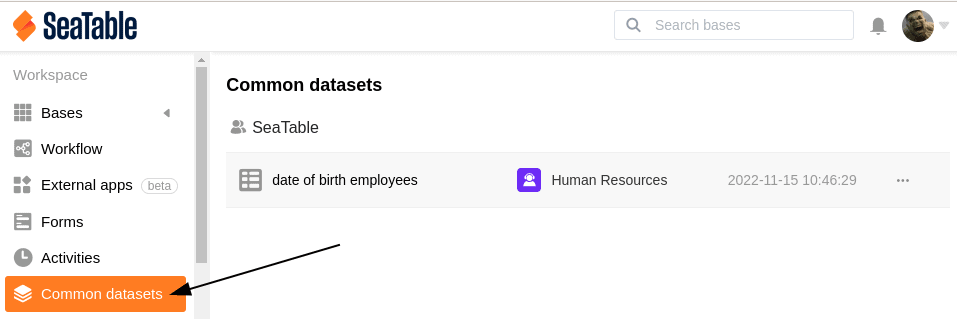 SeaTable
Search bases
Workspace
Bases
Workflow
External apps beta
Forms
Activities
Common datasets
Common datasets
SeaTable
date of birth employees Human Resources 2022-11-15 10:46:29